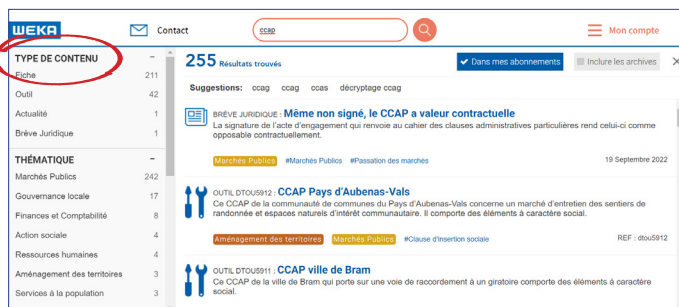 WEKA
Contact
ccap
Mon compte
TYPE DE CONTENU -
Fiche 211
Outil 42
Actualité 1
Brève Juridique 1
THÉMATIQUE -
Marchés Publics 242
Gouvernance locale 17
Finances et Comptabilité 8
Action sociale 4
Ressources humaines 4
Aménagement des territoires 3
Services à la population 3
255 Résultats trouvés
Dans mes abonnements
Inclure les archives
Suggestions: ccag ccag ccas décryptage ccag
BRÈVE JURIDIQUE : Même non signé, le CCAP a valeur contractuelle
La signature de l'acte d'engagement qui renvoie au cahier des clauses administratives particulières rend celui-ci comme
opposable contractuellement.
Marchés Publics #Marchés Publics #Passation des marchés 19 Septembre 2022
OUTIL DTOU5912 : CCAP Pays d'Aubenas-Vals
Ce CCAP de la communauté de communes du Pays d'Aubenas-Vals concerne un marché d'entretien des sentiers de
randonnée et espaces naturels d'intérêt communautaire. Il comporte des éléments à caractère social.
Aménagement des territoires Marchés Publics #Clause d'insertion sociale REF : dtou5912
OUTIL DTOU5911 : CCAP ville de Bram
Ce CCAP de la ville de Bram qui porte sur une voie de raccordement à un giratoire comporte des éléments à caractère
social.